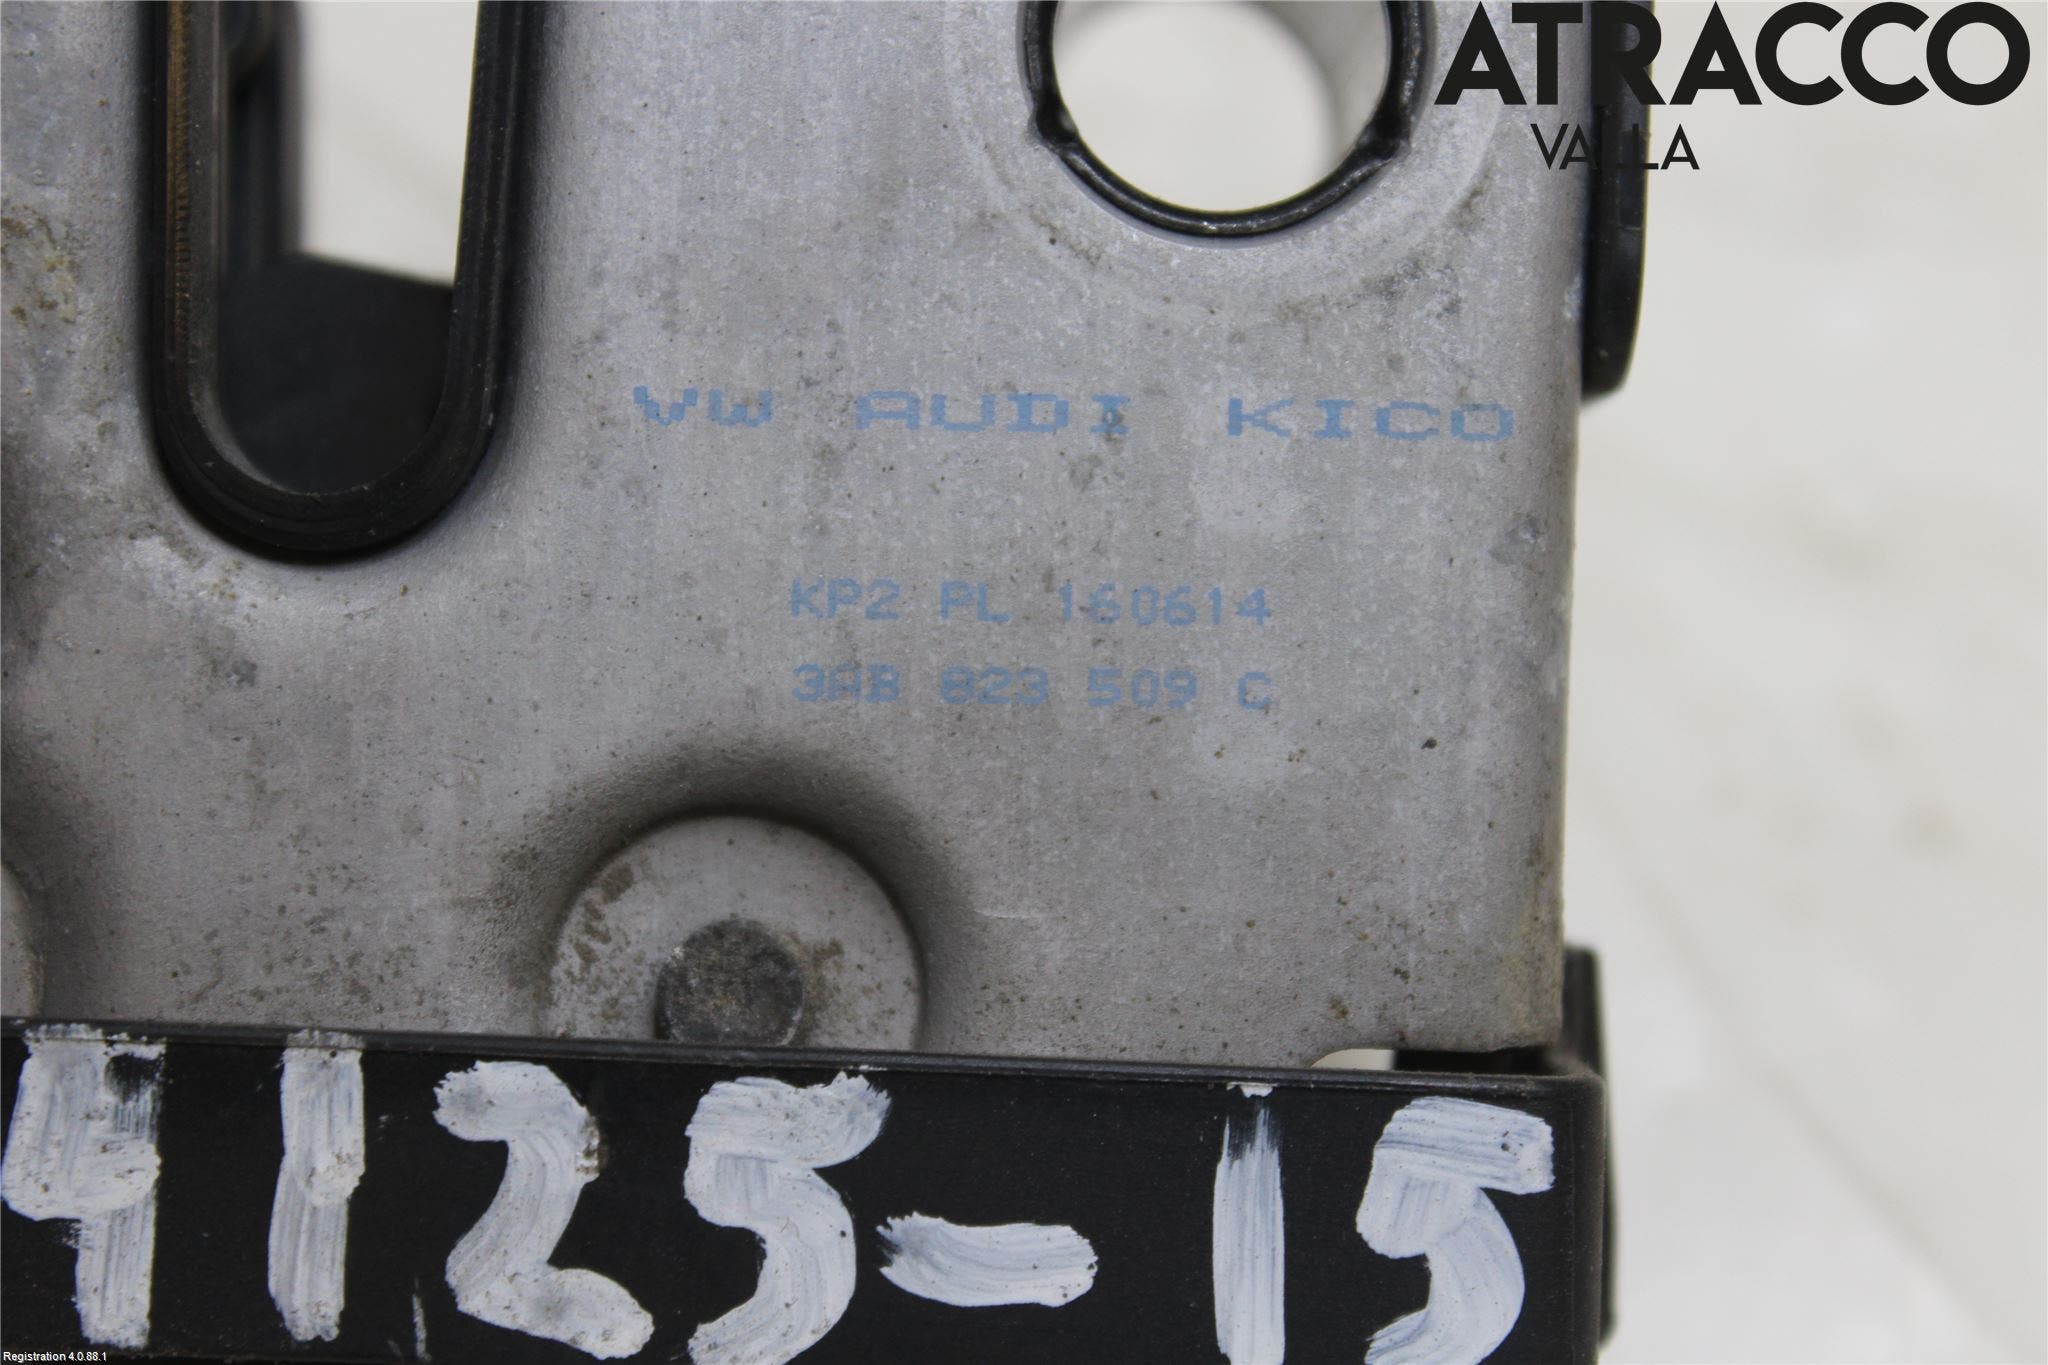 ATRACCO
VALLA
VW AUDI KICO
KP2 PL 160614
3AB 823 509 C
4125-15
Registration 4.0.88.1